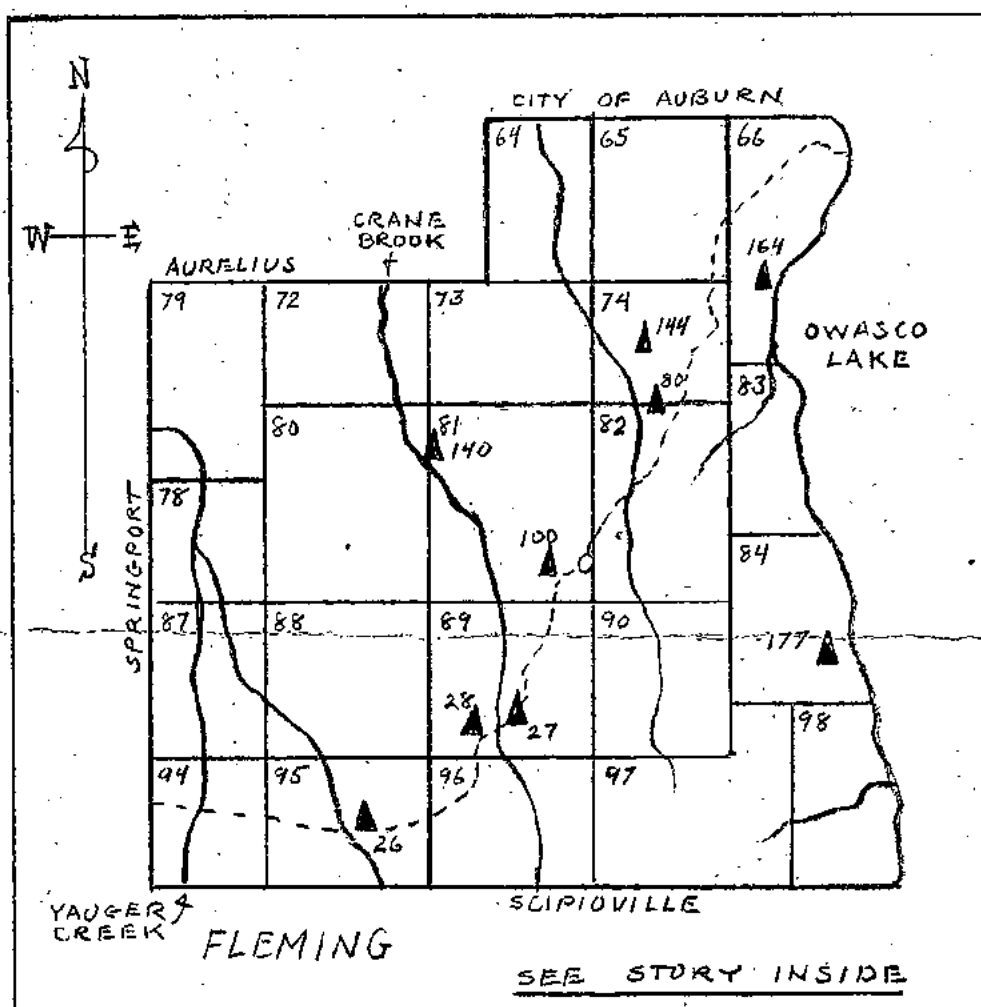 N
CITY OF AUBURN
64 65 66
CRANE
BROOK
W E
164
AURELIUS
79 72 73 74
144
OWASCO
LAKE
80
83
80 81 82
140
78
SPRINGPORT
100
84
S
87 88 89 90
177
28
27
98
94 95 96 97
26
YAUGER
CREEK
SCIPIOVILLE
FLEMING
SEE STORY INSIDE